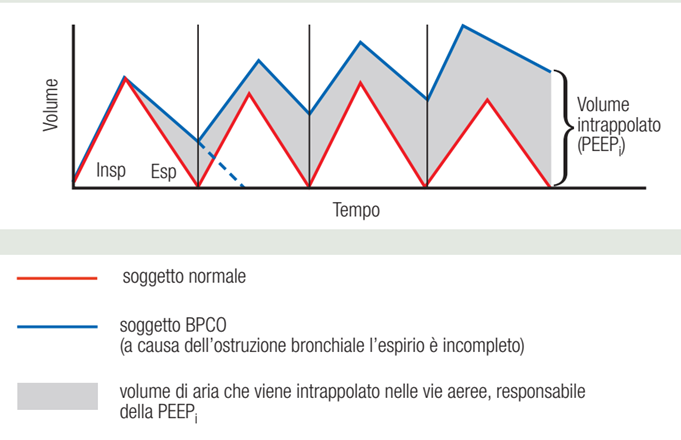 Volume
Insp
Esp
Volume
intrappolato
(PEEPi)
Tempo
soggetto normale
soggetto BPCO
(a causa dell'ostruzione bronchiale l'espirio è incompleto)
volume di aria che viene intrappolato nelle vie aeree, responsabile
della PEEPi